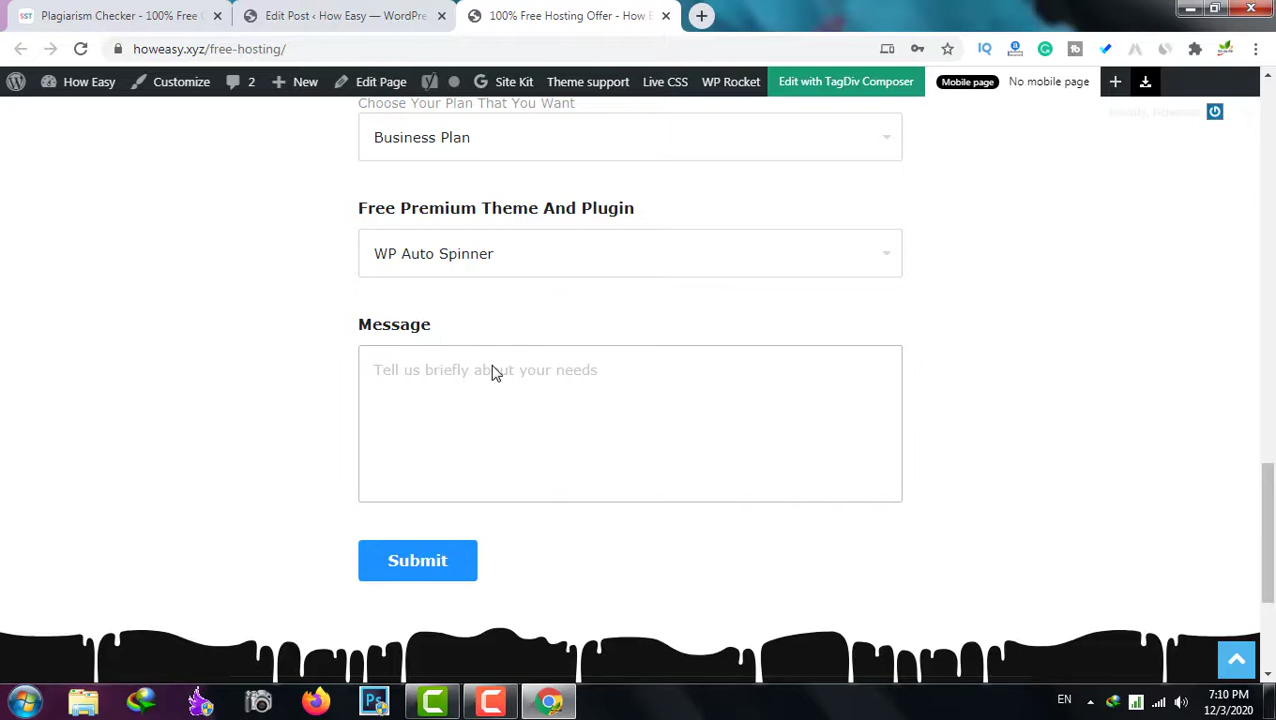 Plagiarism Checker - 100% Free O
Edit Post ‹ How Easy — WordPr
100% Free Hosting Offer - How E
howeasy.xyz/free-hosting/
How Easy
Customize
2
New
Edit Page
Site Kit
Theme support
Live CSS
WP Rocket
Edit with TagDiv Composer
Mobile page
No mobile page
Choose Your Plan That You Want
Business Plan
Free Premium Theme And Plugin
WP Auto Spinner
Message
Tell us briefly about your needs
Submit
EN
7:10 PM
12/3/2020